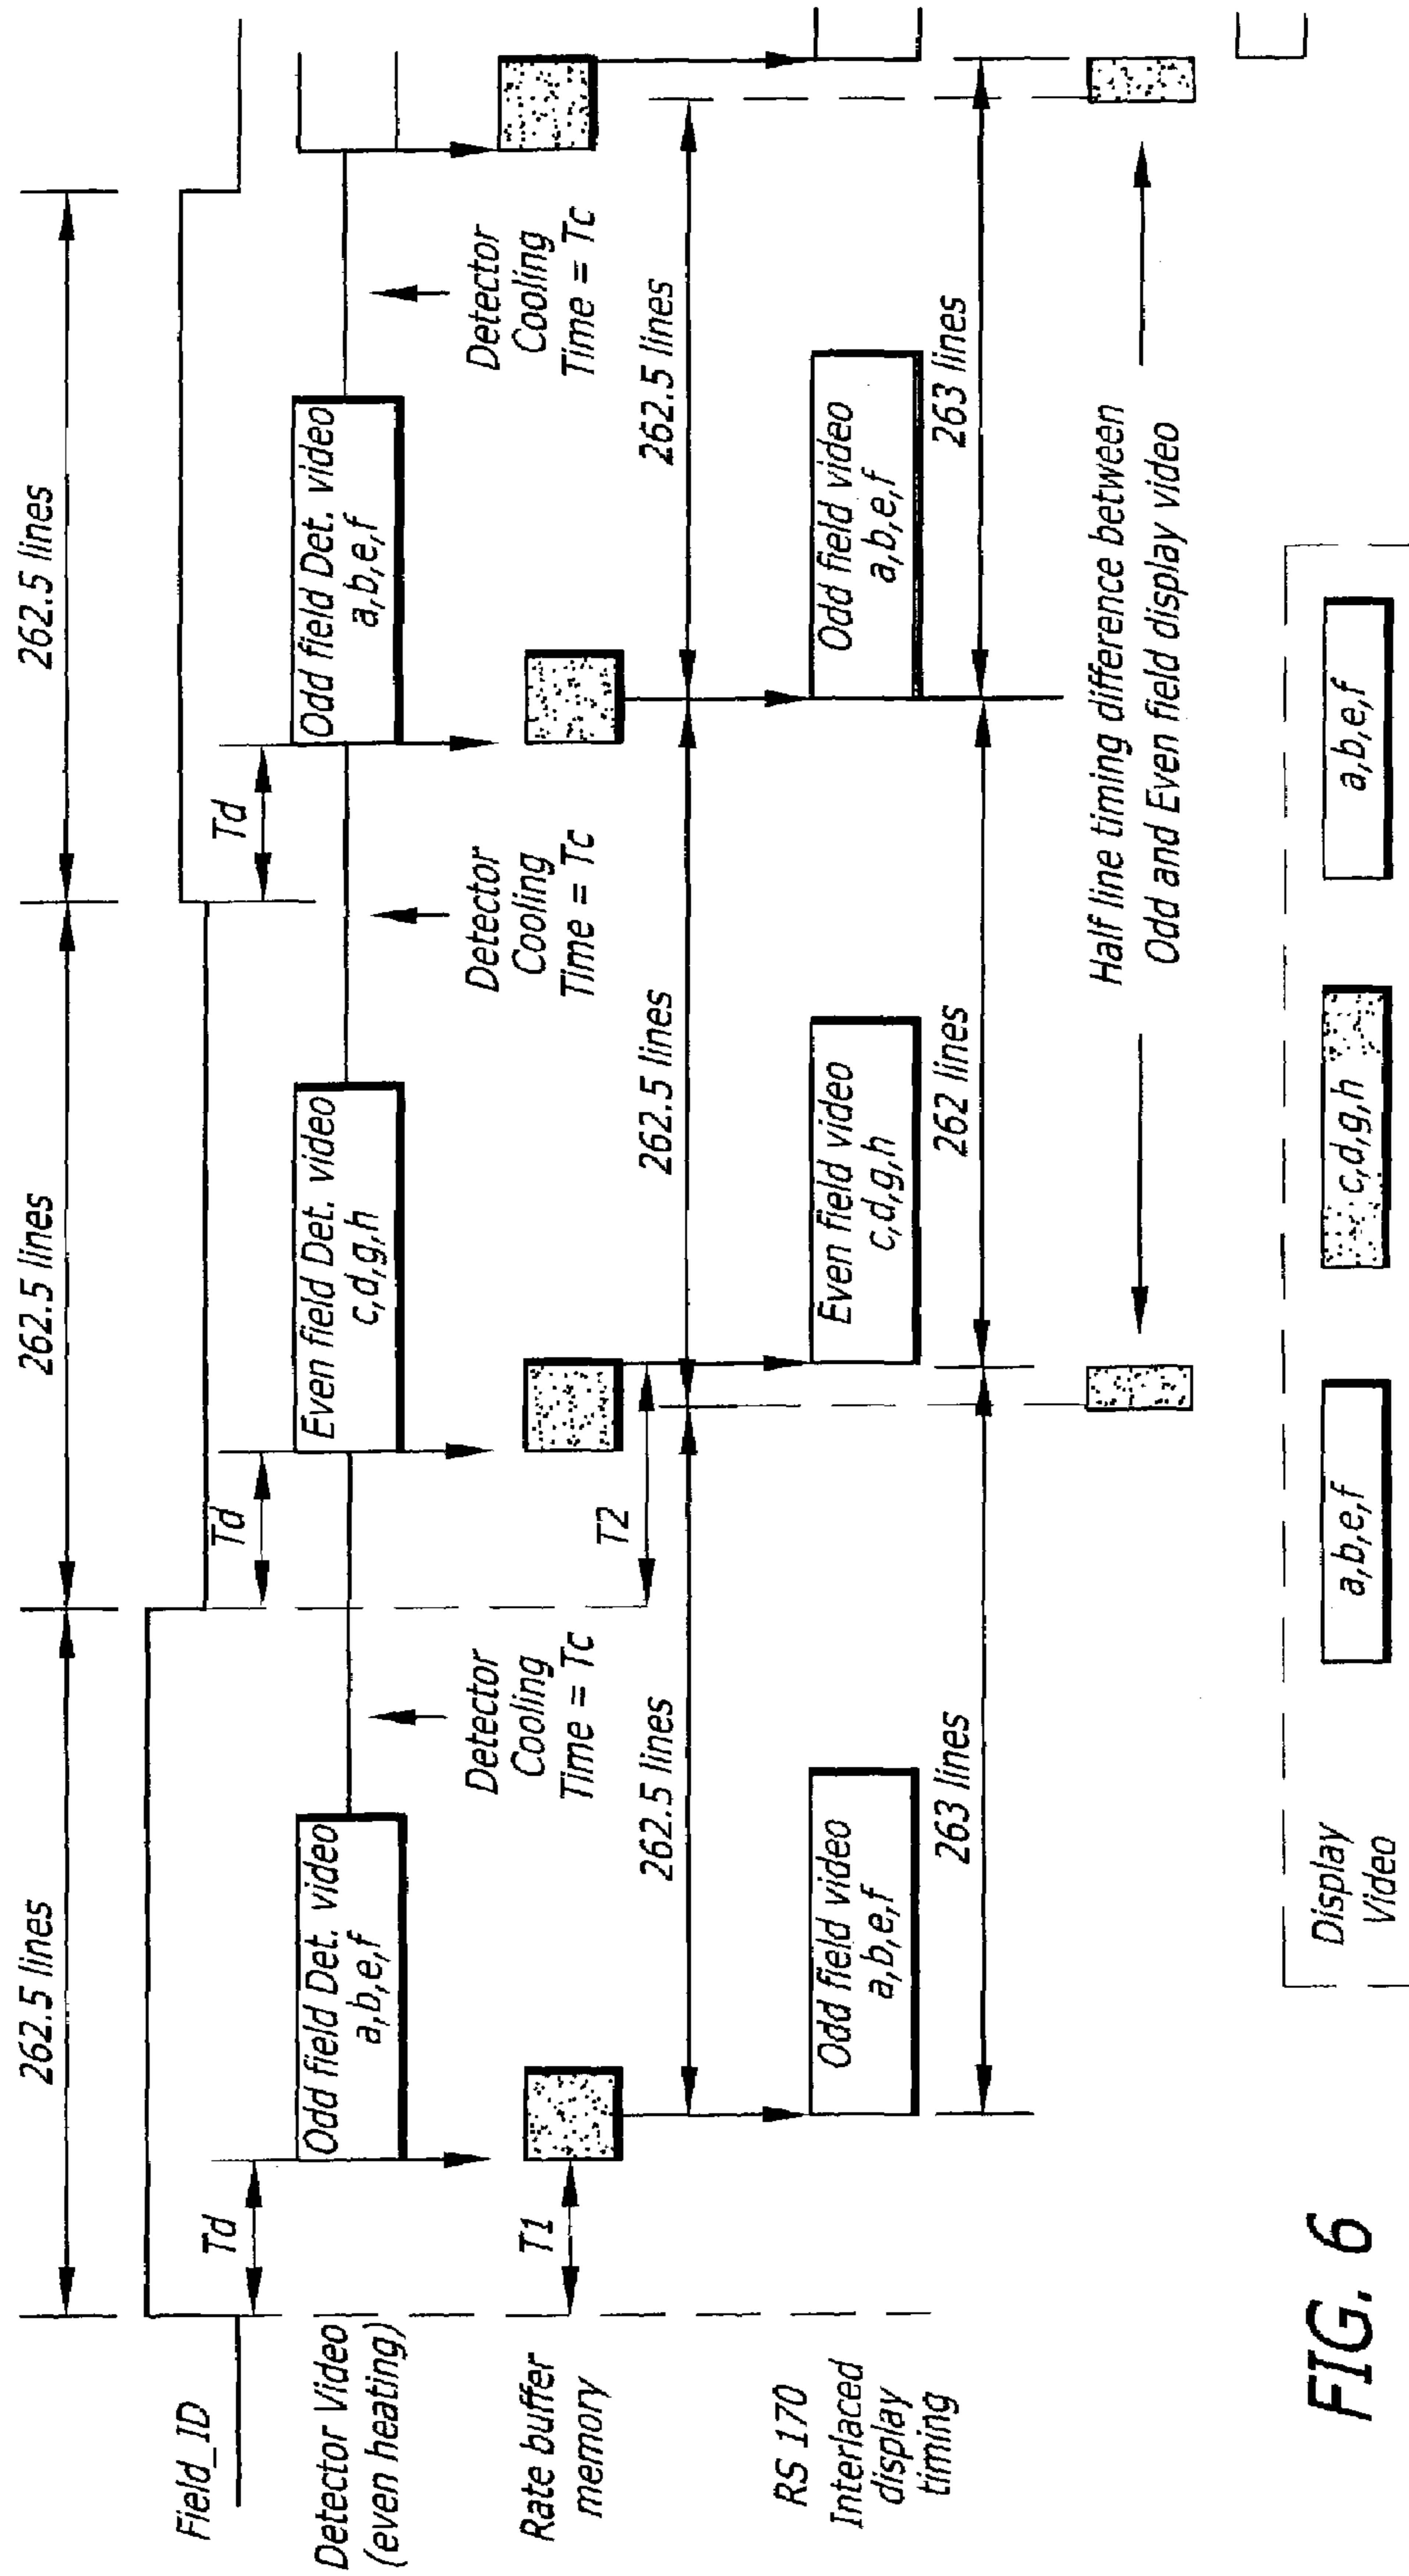 262.5 lines
262.5 lines
262.5 lines
Field_ID
Td
Td
Td
Detector Video
(even heating)
Odd field Det. video
a,b,e,f
Even field Det. video
c,d,g,h
Odd field Det. video
a,b,e,f
Detector
Cooling
Time = Tc
Detector
Cooling
Time = Tc
Detector
Cooling
Time = Tc
Rate buffer
memory
T1
T2
262.5 lines
262.5 lines
262.5 lines
RS 170
Interlaced
display
timing
Odd field video
a,b,e,f
Even field video
c,d,g,h
Odd field video
a,b,e,f
263 lines
262 lines
263 lines
Half line timing difference between
Odd and Even field display video
Display
Video
a,b,e,f
c,d,g,h
a,b,e,f
FIG. 6